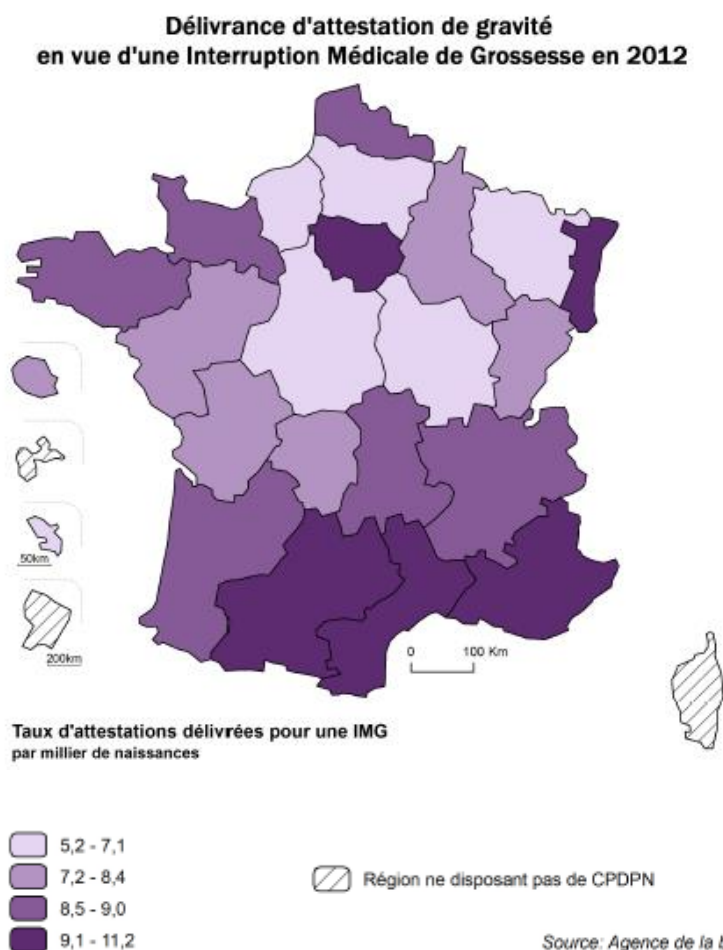 Délivrance d'attestation de gravité
en vue d'une Interruption Médicale de Grossesse en 2012
50km
200km
0 100 Km
Taux d'attestations délivrées pour une IMG
par millier de naissances
5,2 - 7,1
7,2 - 8,4
8,5 - 9,0
9,1 - 11,2
Région ne disposant pas de CPDPN
Source: Agence de la